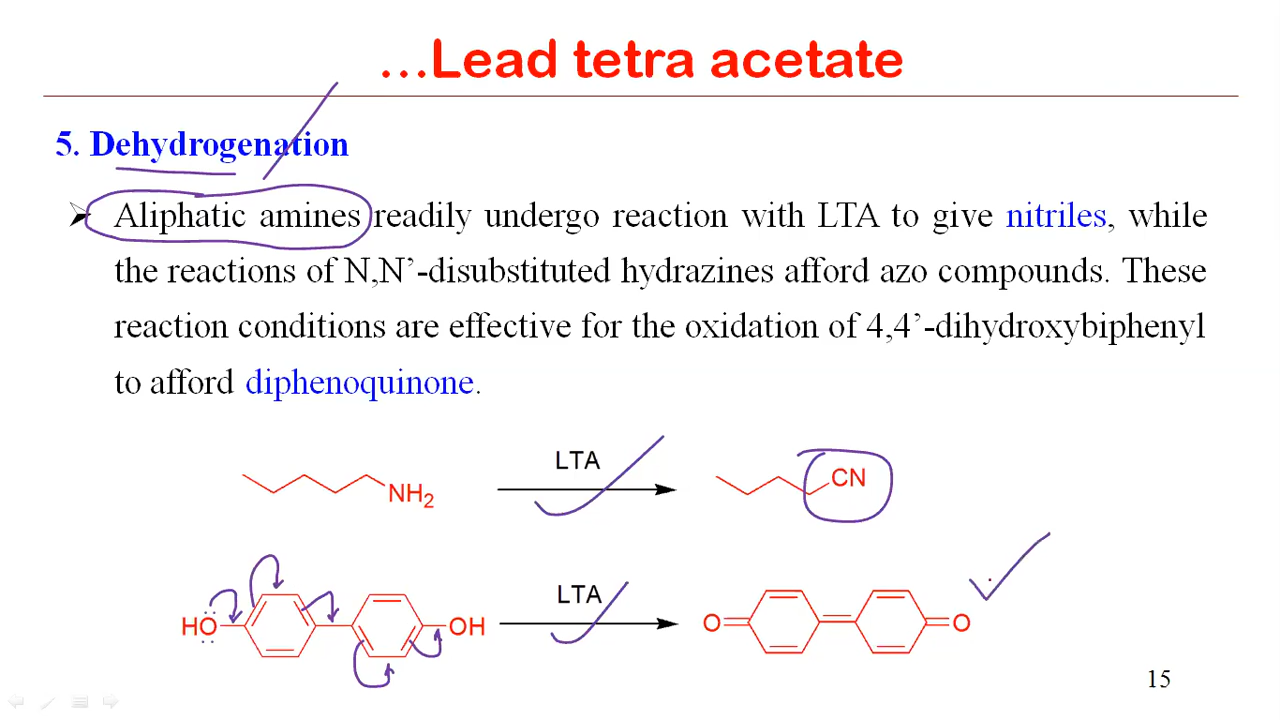 ...Lead tetra acetate
5. Dehydrogenation
➢ Aliphatic amines readily undergo reaction with LTA to give nitriles, while
the reactions of N,N’-disubstituted hydrazines afford azo compounds. These
reaction conditions are effective for the oxidation of 4,4’-dihydroxybiphenyl
to afford diphenoquinone.
LTA
NH2
CN
LTA
HO
OH
O
O
15